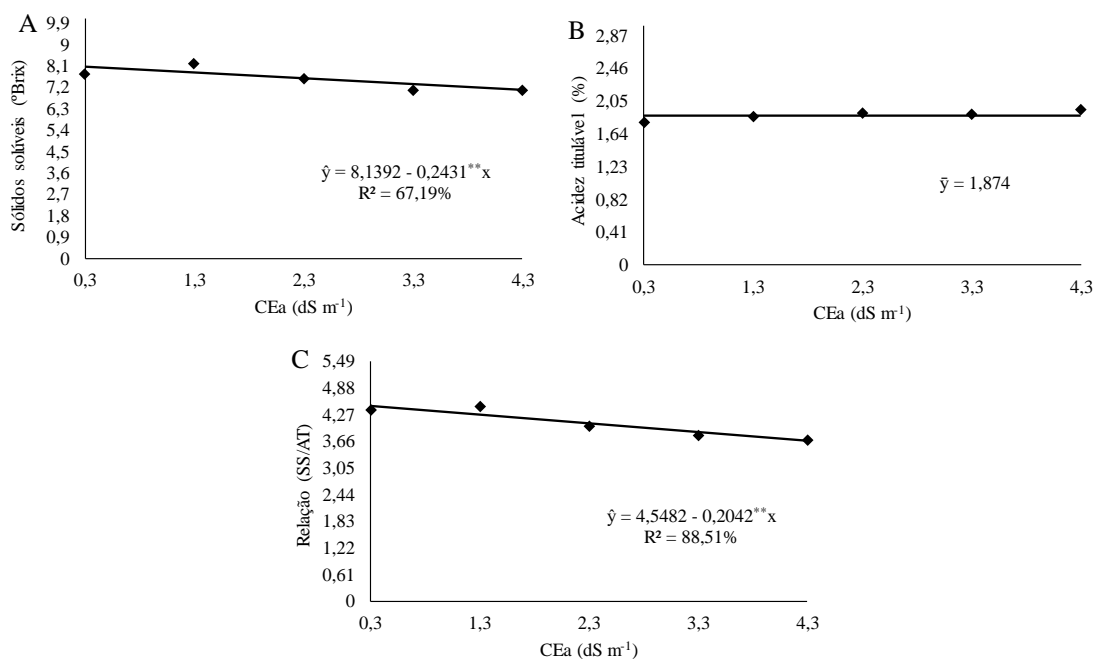 A
Sólidos solúveis (ºBrix)
9,9
9
8,1
7,2
6,3
5,4
4,5
3,6
2,7
1,8
0,9
0
ŷ = 8,1392 - 0,2431**x
R² = 67,19%
0,3 1,3 2,3 3,3 4,3
CEa (dS m-1)
B
Acidez titulável (%)
2,87
2,46
2,05
1,64
1,23
0,82
0,41
0
ȳ = 1,874
0,3 1,3 2,3 3,3 4,3
CEa (dS m-1)
C
Relação (SS/AT)
5,49
4,88
4,27
3,66
3,05
2,44
1,83
1,22
0,61
0
ŷ = 4,5482 - 0,2042**x
R² = 88,51%
0,3 1,3 2,3 3,3 4,3
CEa (dS m-1)